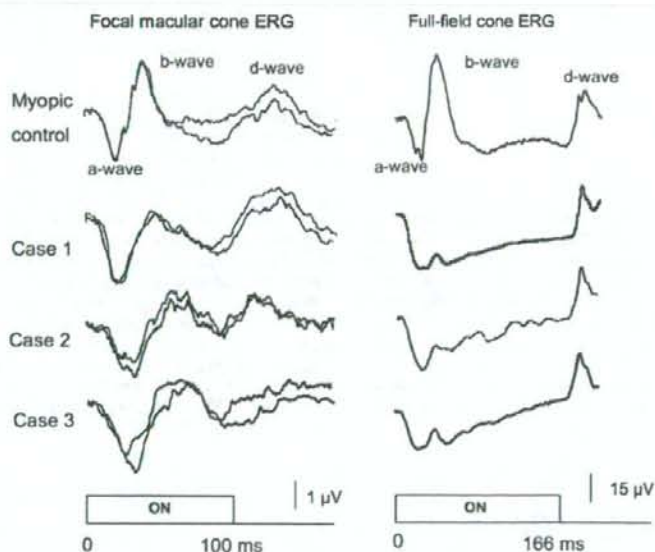 Focal macular cone ERG
Full-field cone ERG
b-wave
d-wave
b-wave
d-wave
Myopic
control
a-wave
a-wave
Case 1
Case 2
Case 3
1 µV
15 µV
ON
ON
0
100 ms
0
166 ms